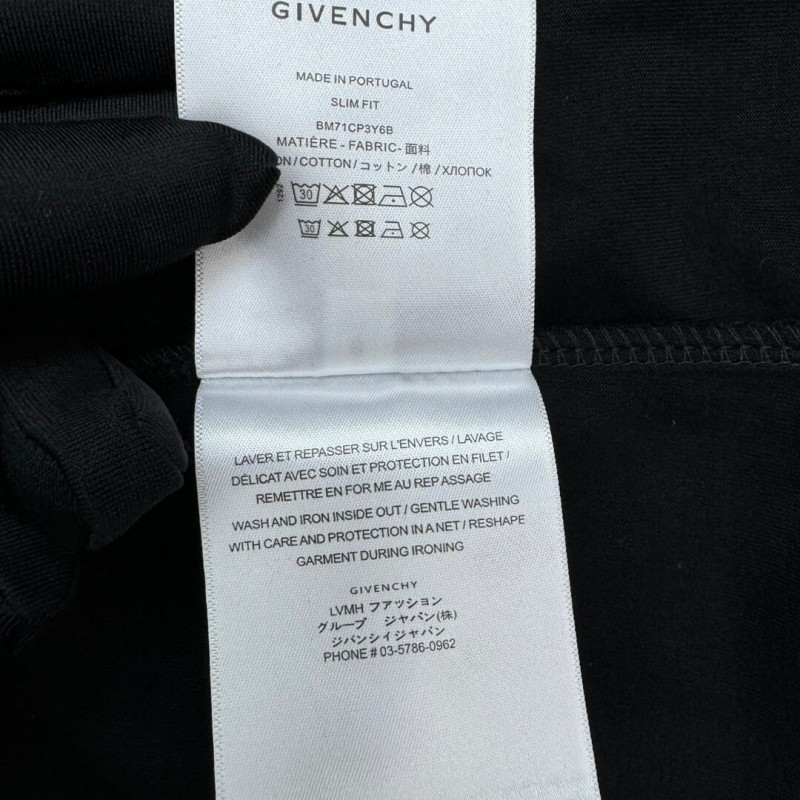 GIVENCHY
MADE IN PORTUGAL
SLIM FIT
BM71CP3Y6B
MATIÈRE - FABRIC - 面料
ON / COTTON / コットン / 棉 / ХЛОПОК
1292
30
30
LAVER ET REPASSER SUR L'ENVERS / LAVAGE
DÉLICAT AVEC SOIN ET PROTECTION EN FILET /
REMETTRE EN FOR ME AU REP ASSAGE
WASH AND IRON INSIDE OUT / GENTLE WASHING
WITH CARE AND PROTECTION IN A NET / RESHAPE
GARMENT DURING IRONING
GIVENCHY
LVMH ファッション
グループ ジャパン(株)
ジバンシイジャパン
PHONE # 03-5786-0962